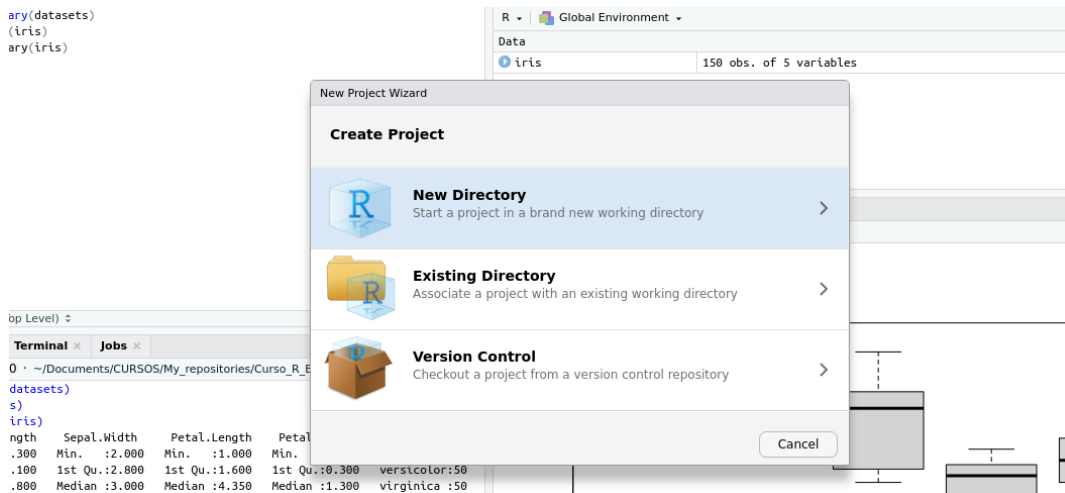 ary(datasets)
(iris)
ary(iris)
R Global Environment
Data
iris 150 obs. of 5 variables
New Project Wizard
Create Project
R
New Directory
Start a project in a brand new working directory
R
Existing Directory
Associate a project with an existing working directory
Version Control
Checkout a project from a version control repository
Cancel
op Level)
Terminal × Jobs ×
0 · ~/Documents/CURSOS/My_repositories/Curso_R_E
datasets)
s)
iris)
ngth Sepal.Width Petal.Length Petal
.300 Min. :2.000 Min. :1.000 Min.
.100 1st Qu.:2.800 1st Qu.:1.600 1st Qu.:0.300 versicolor:50
.800 Median :3.000 Median :4.350 Median :1.300 virginica :50